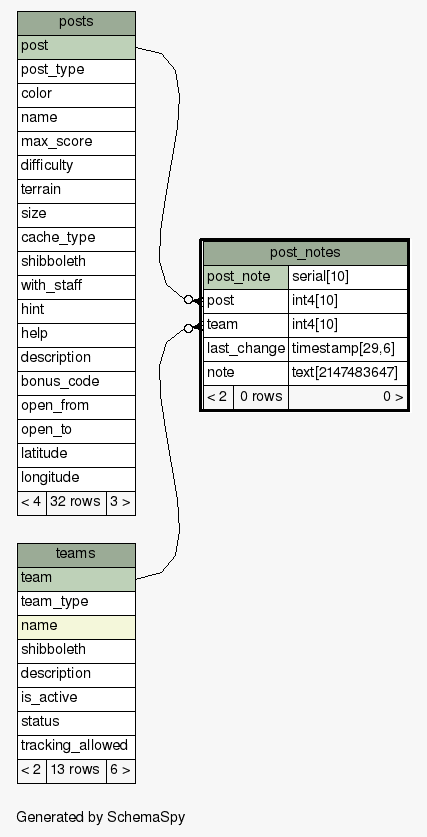 posts
post
post_type
color
name
max_score
difficulty
terrain
size
cache_type
shibboleth
with_staff
hint
help
description
bonus_code
open_from
open_to
latitude
longitude
< 4 32 rows 3 >
post_notes
post_note serial[10]
post int4[10]
team int4[10]
last_change timestamp[29,6]
note text[2147483647]
< 2 0 rows 0 >
teams
team
team_type
name
shibboleth
description
is_active
status
tracking_allowed
< 2 13 rows 6 >
Generated by SchemaSpy